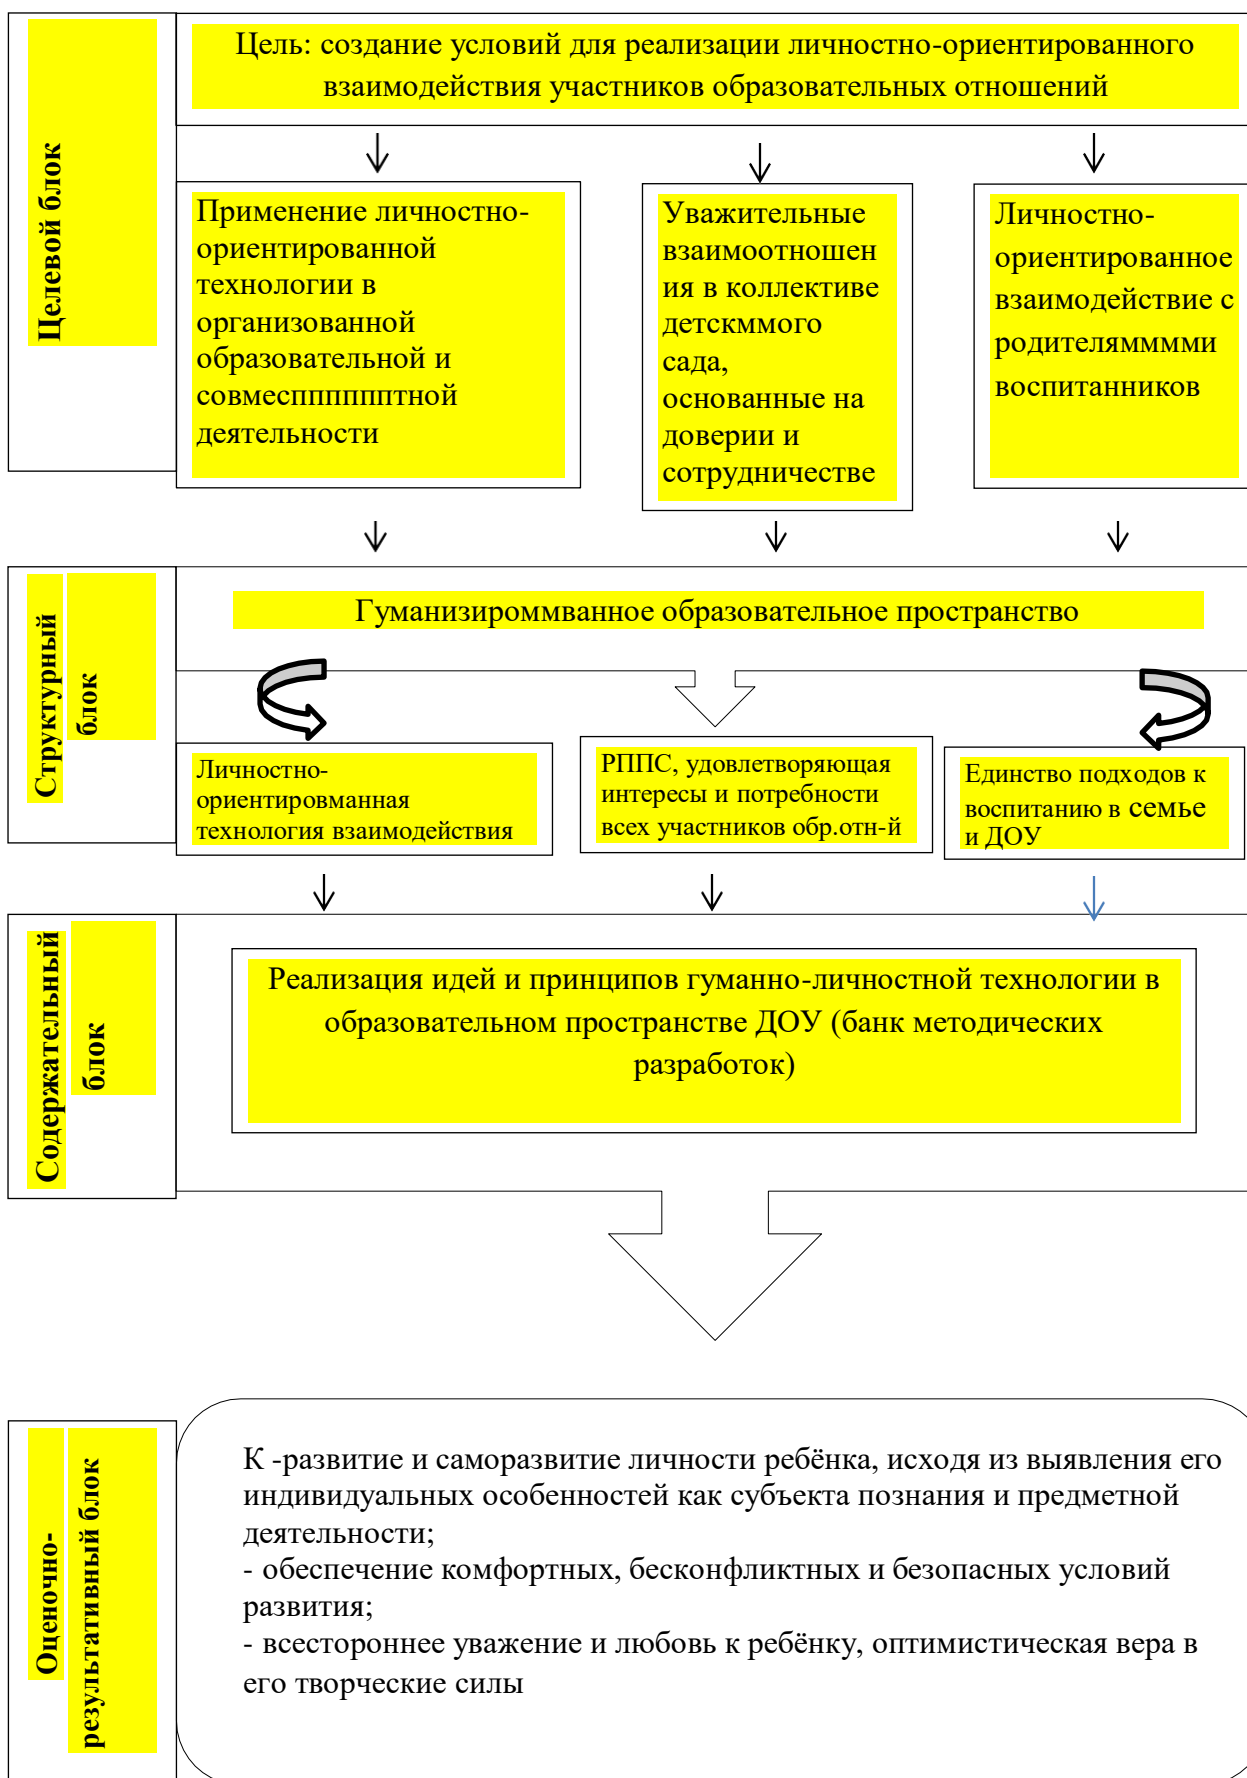 Целевой блок
Цель: создание условий для реализации личностно-ориентированного
взаимодействия участников образовательных отношений
Применение личностно-
ориентированной
технологии в
организованной
образовательной и
совмесппппппптной
деятельности
Уважительные
взаимоотношен
ия в коллективе
детскммого
сада,
основанные на
доверии и
сотрудничестве
Личностно-
ориентированное
взаимодействие с
родителямммми
воспитанников
Структурный
блок
Гуманизироммванное образовательное пространство
Личностно-
ориентировманная
технология взаимодействия
РППС, удовлетворяющая
интересы и потребности
всех участников обр.отн-й
Единство подходов к
воспитанию в семье
и ДОУ
Содержательный
блок
Реализация идей и принципов гуманно-личностной технологии в
образовательном пространстве ДОУ (банк методических
разработок)
Оценочно-
результативный блок
К -развитие и саморазвитие личности ребёнка, исходя из выявления его
индивидуальных особенностей как субъекта познания и предметной
деятельности;
- обеспечение комфортных, бесконфликтных и безопасных условий
развития;
- всестороннее уважение и любовь к ребёнку, оптимистическая вера в
его творческие силы